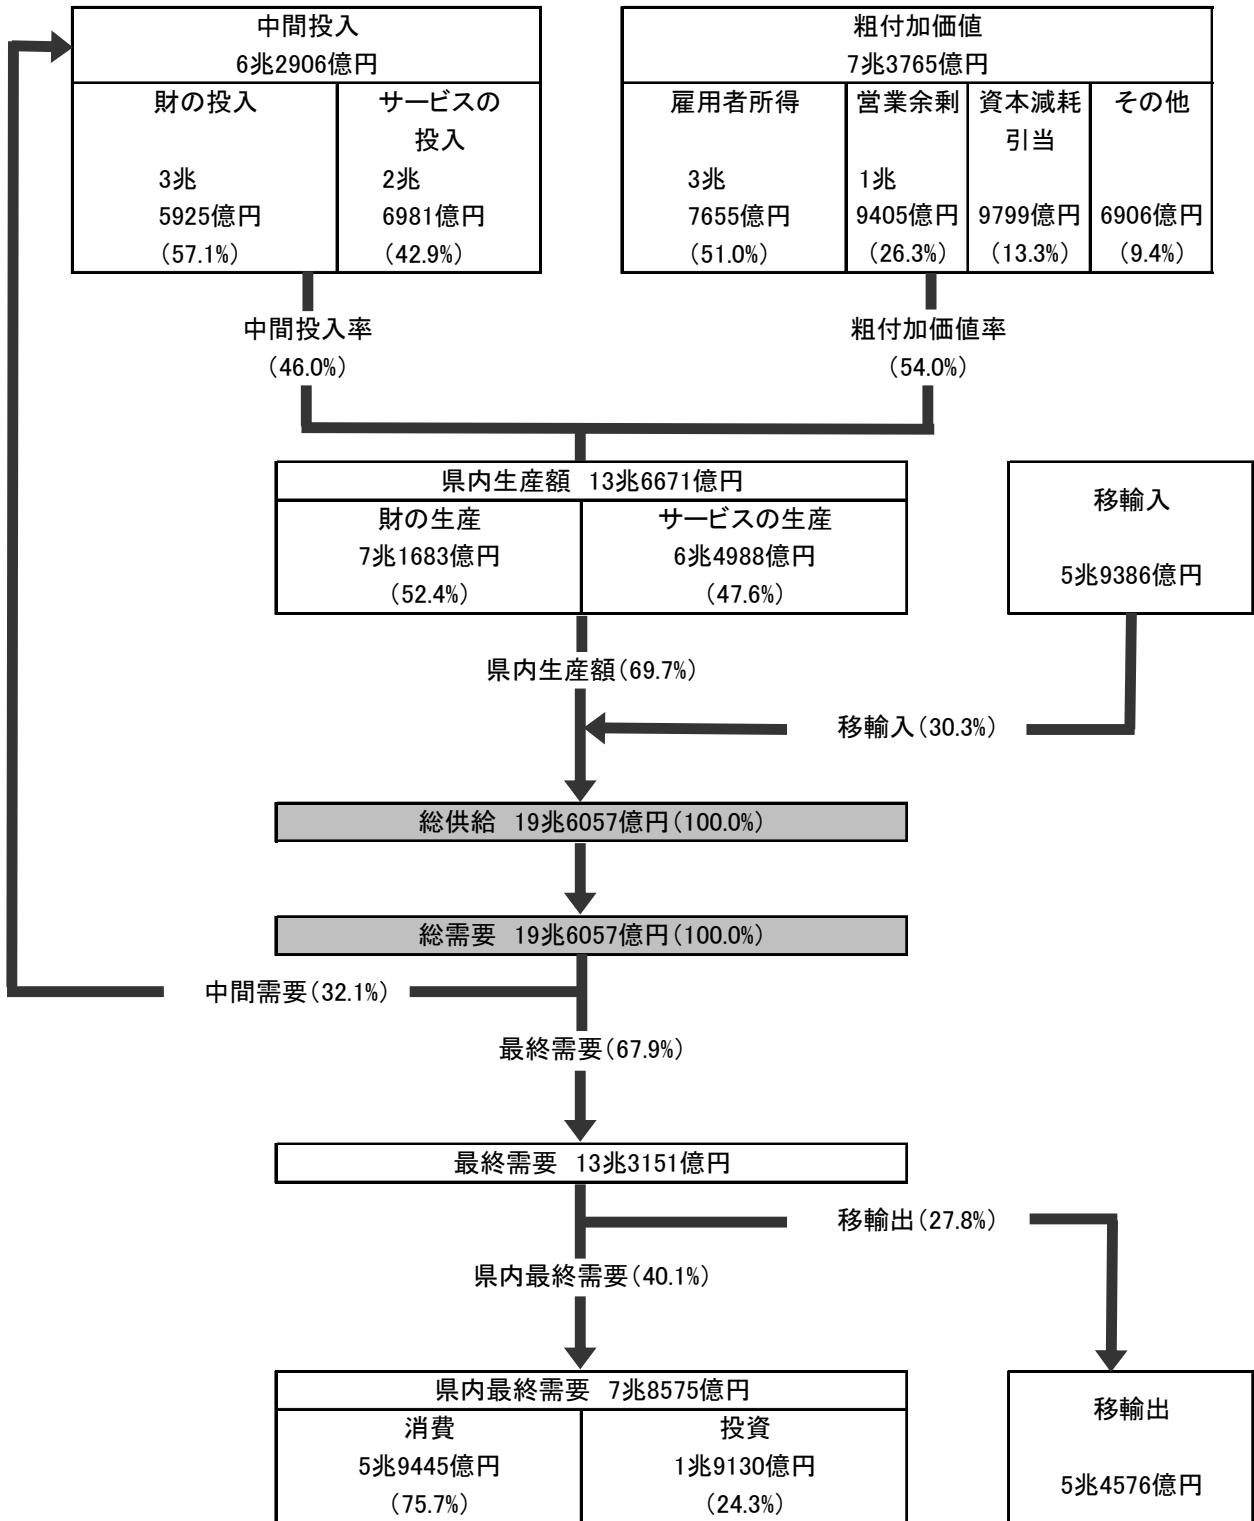 中間投入
6兆2906億円
財の投入
3兆
5925億円
(57.1%)
サービスの
投入
2兆
6981億円
(42.9%)
粗付加価値
7兆3765億円
雇用者所得
3兆
7655億円
(51.0%)
営業余剰
1兆
9405億円
(26.3%)
資本減耗
引当
9799億円
(13.3%)
その他
6906億円
(9.4%)
中間投入率
(46.0%)
粗付加価値率
(54.0%)
県内生産額 13兆6671億円
財の生産
7兆1683億円
(52.4%)
サービスの生産
6兆4988億円
(47.6%)
移輸入
5兆9386億円
県内生産額(69.7%)
移輸入(30.3%)
総供給 19兆6057億円(100.0%)
総需要 19兆6057億円(100.0%)
中間需要(32.1%)
最終需要(67.9%)
最終需要 13兆3151億円
移輸出(27.8%)
県内最終需要(40.1%)
県内最終需要 7兆8575億円
消費
5兆9445億円
(75.7%)
投資
1兆9130億円
(24.3%)
移輸出
5兆4576億円